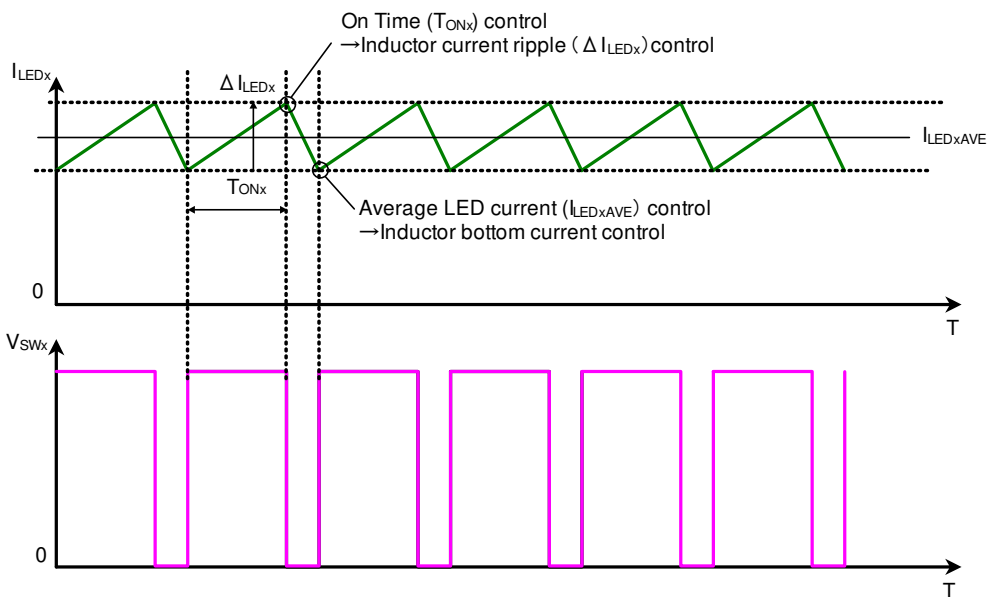 On Time (TONx) control
→Inductor current ripple (ΔILEDx) control
ILEDx
ΔILEDx
ILEDxAVE
TONx
Average LED current (ILEDxAVE) control
→Inductor bottom current control
0
T
VSWx
0
T